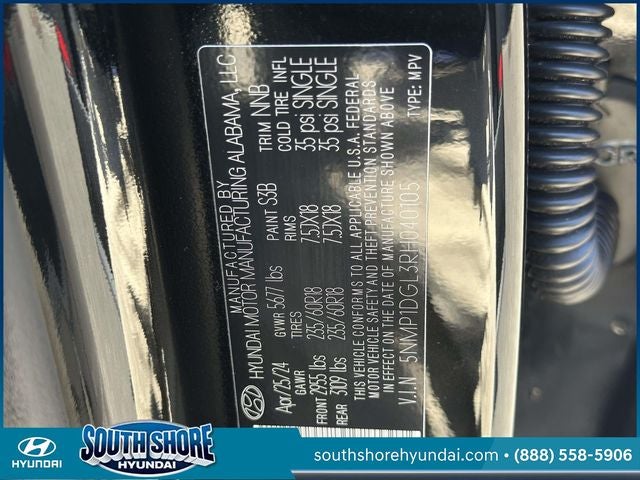 MANUFACTURED BY
HYUNDAI MOTOR MANUFACTURING ALABAMA, LLC
Apr/25/24 GVWR 5677 lbs PAINT S3B TRIM NNB
GAWR TIRES RIMS COLD TIRE INFL
FRONT 2955 lbs 235/60R18 7.5JX18 35 psi SINGLE
REAR 3109 lbs 235/60R18 7.5JX18 35 psi SINGLE
THIS VEHICLE CONFORMS TO ALL APPLICABLE U.S.A. FEDERAL
MOTOR VEHICLE SAFETY AND THEFT PREVENTION STANDARDS
IN EFFECT ON THE DATE OF MANUFACTURE SHOWN ABOVE
V.I.N 5NMP1DGL3RH040105 TYPE: MPV
HYUNDAI
SOUTH SHORE
HYUNDAI
southshorehyundai.com • (888) 558-5906